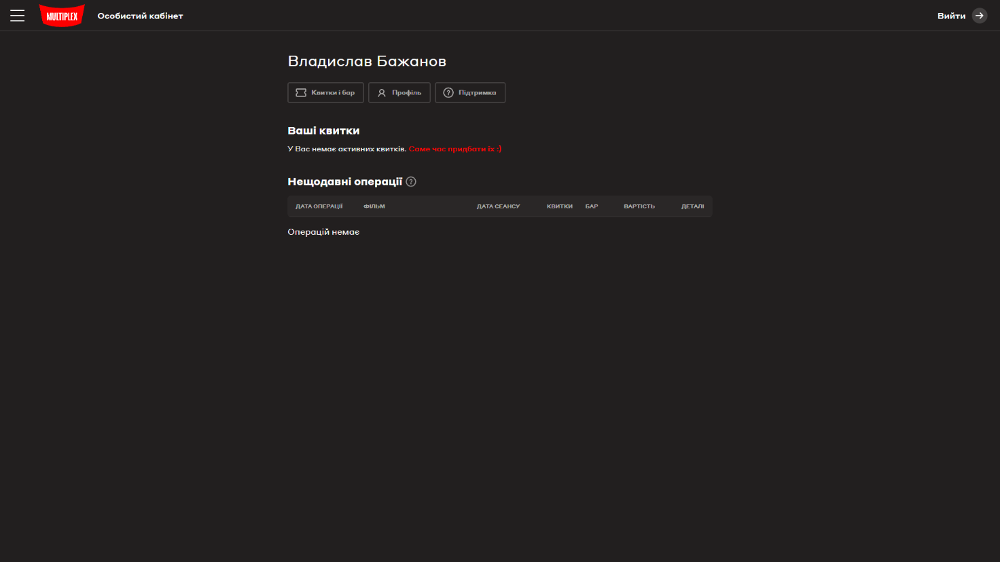 MULTIPLEX
Особистий кабінет
Вийти
Владислав Бажанов
Квитки і бар
Профіль
Підтримка
Ваші квитки
У Вас немає активних квитків. Саме час придбати їх :)
Нещодавні операції ?
ДАТА ОПЕРАЦІЇ ФІЛЬМ ДАТА СЕАНСУ КВИТКИ БАР ВАРТІСТЬ ДЕТАЛІ
Операцій немає